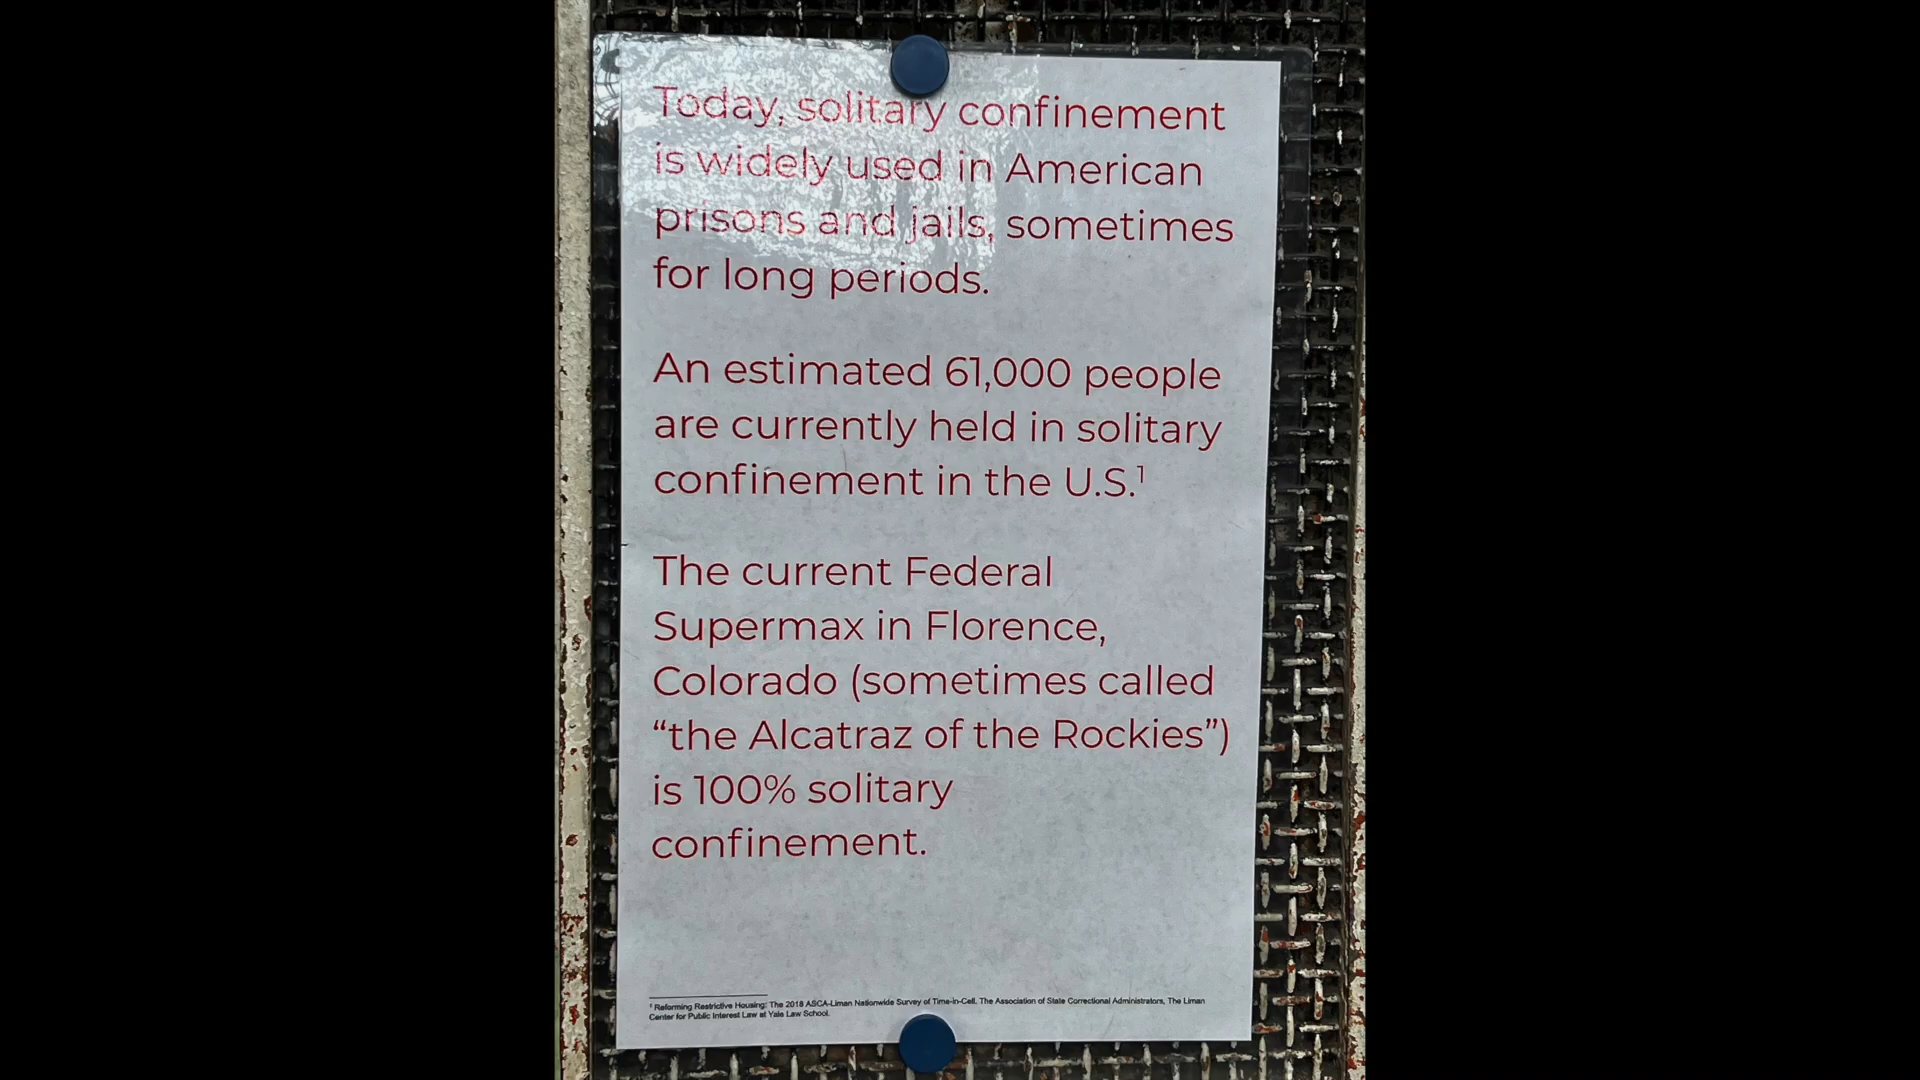 Today, solitary confinement
is widely used in American
prisons and jails, sometimes
for long periods.
An estimated 61,000 people
are currently held in solitary
confinement in the U.S.¹
The current Federal
Supermax in Florence,
Colorado (sometimes called
“the Alcatraz of the Rockies”)
is 100% solitary
confinement.
¹ Reforming Restrictive Housing: The 2018 ASCA-Liman Nationwide Survey of Time-in-Cell. The Association of State Correctional Administrators, The Liman
Center for Public Interest Law at Yale Law School.